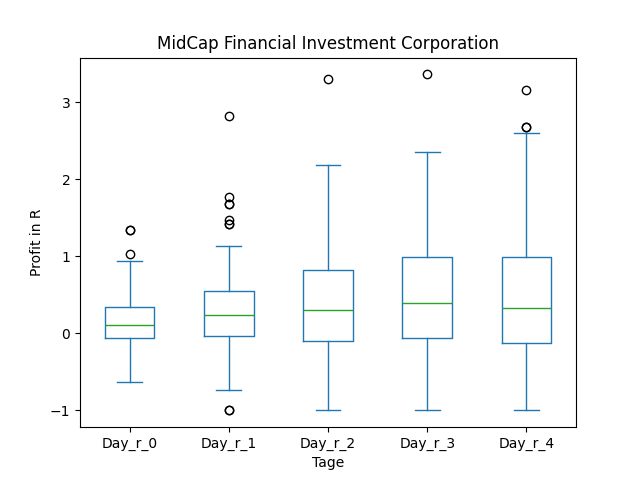 MidCap Financial Investment Corporation
Profit in R
3
2
1
0
−1
Day_r_0 Day_r_1 Day_r_2 Day_r_3 Day_r_4
Tage